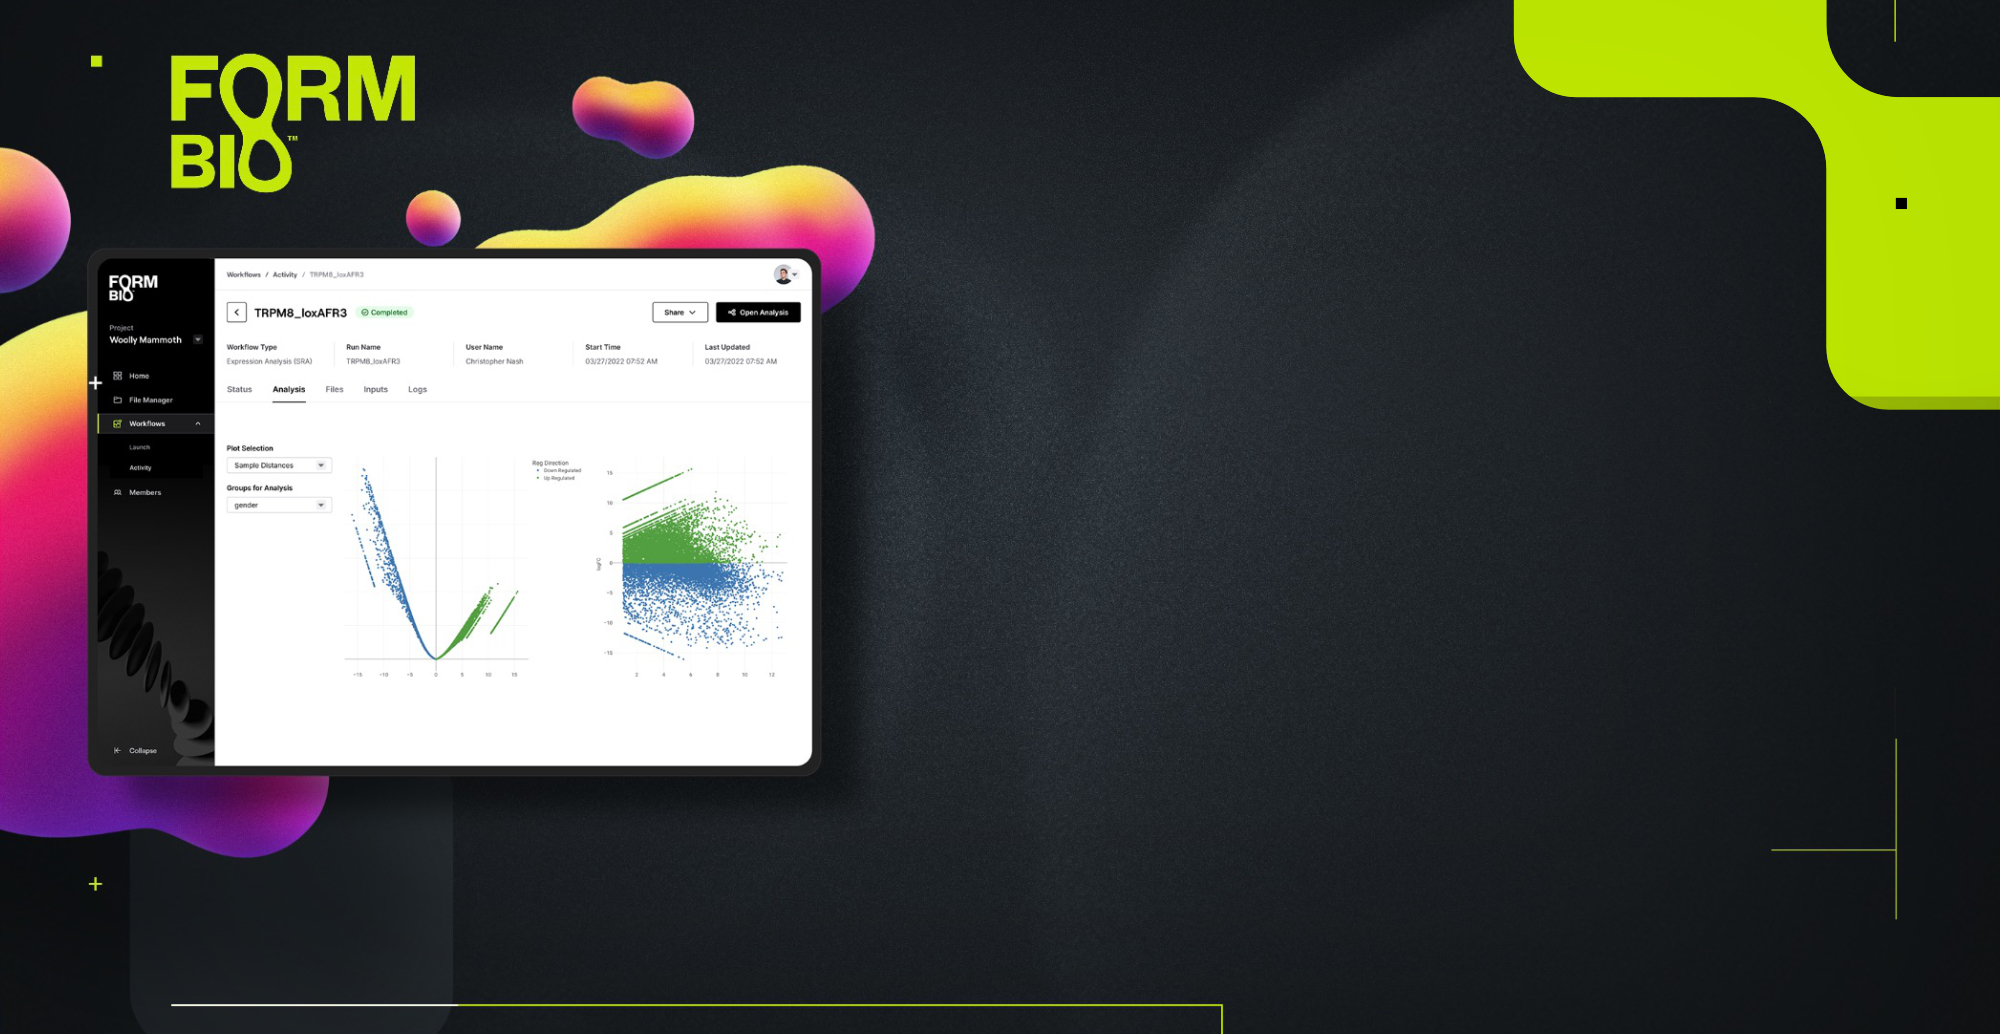 FORM
BIO™
FORM
BIO
Project
Woolly Mammoth
Home
File Manager
Workflows
Launch
Activity
Members
Collapse
Workflows / Activity / TRPM8_loxAFR3
TRPM8_loxAFR3 Completed
Share
Open Analysis
Workflow Type Run Name User Name Start Time Last Updated
Expression Analysis (SRA) TRPM8_loxAFR3 Christopher Nash 03/27/2022 07:52 AM 03/27/2022 07:52 AM
Status Analysis Files Inputs Logs
Plot Selection
Sample Distances
Groups for Analysis
gender
-15 -10 -5 0 5 10 15
Reg Direction
Down Regulated
Up Regulated
15
10
5
0
-5
-10
-15
logFC
2 4 6 8 10 12